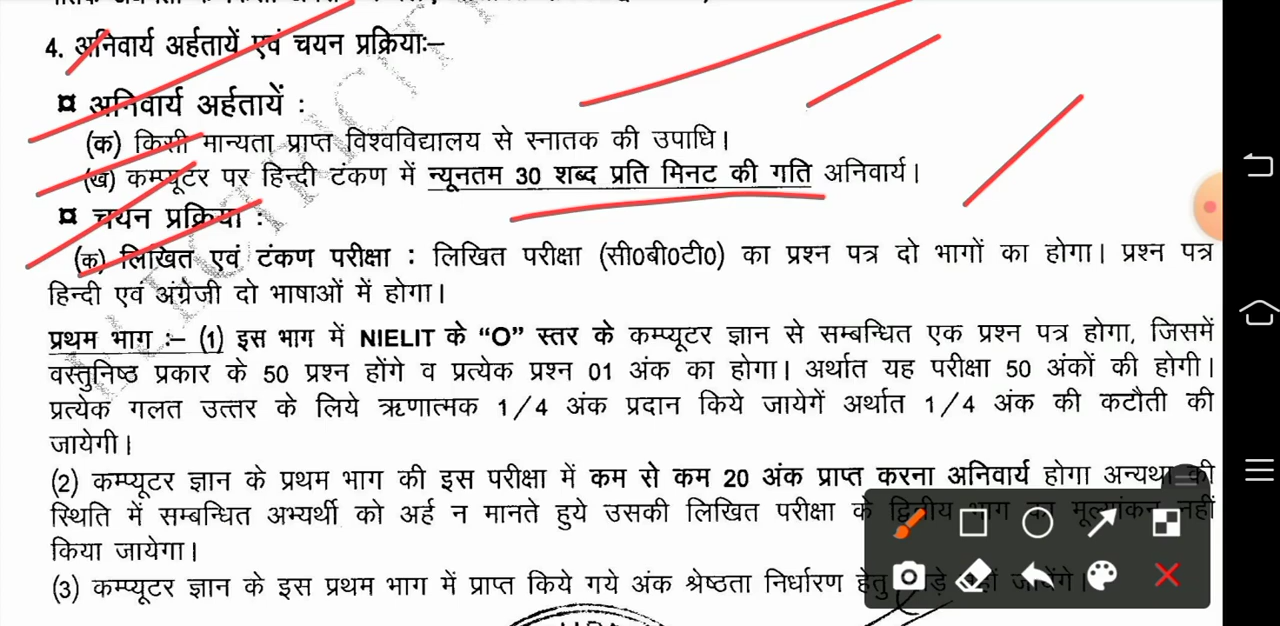 4. अनिवार्य अर्हतायें एवं चयन प्रक्रियाः–
¤ अनिवार्य अर्हतायें :
(क) किसी मान्यता प्राप्त विश्वविद्यालय से स्नातक की उपाधि।
(ख) कम्प्यूटर पर हिन्दी टंकण में न्यूनतम 30 शब्द प्रति मिनट की गति अनिवार्य।
¤ चयन प्रक्रिया :
(क) लिखित एवं टंकण परीक्षा : लिखित परीक्षा (सी0बी0टी0) का प्रश्न पत्र दो भागों का होगा। प्रश्न पत्र
हिन्दी एवं अंग्रेजी दो भाषाओं में होगा।
प्रथम भाग :– (1) इस भाग में NIELIT के “O” स्तर के कम्प्यूटर ज्ञान से सम्बन्धित एक प्रश्न पत्र होगा, जिसमें
वस्तुनिष्ठ प्रकार के 50 प्रश्न होंगे व प्रत्येक प्रश्न 01 अंक का होगा। अर्थात यह परीक्षा 50 अंकों की होगी।
प्रत्येक गलत उत्तर के लिये ऋणात्मक 1/4 अंक प्रदान किये जायेगें अर्थात 1/4 अंक की कटौती की
जायेगी।
(2) कम्प्यूटर ज्ञान के प्रथम भाग की इस परीक्षा में कम से कम 20 अंक प्राप्त करना अनिवार्य होगा अन्यथा की
स्थिति में सम्बन्धित अभ्यर्थी को अर्ह न मानते हुये उसकी लिखित परीक्षा के द्वितीय भाग का मूल्यांकन नहीं
किया जायेगा।
(3) कम्प्यूटर ज्ञान के इस प्रथम भाग में प्राप्त किये गये अंक श्रेष्ठता निर्धारण हेतु जायेंगे।